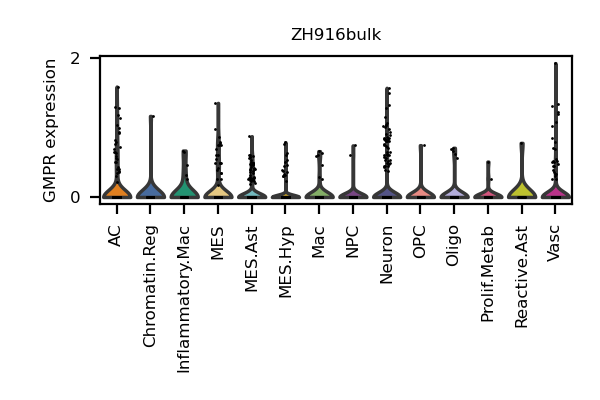 ZH916bulk
GMPR expression
2
0
AC
Chromatin.Reg
Inflammatory.Mac
MES
MES.Ast
MES.Hyp
Mac
NPC
Neuron
OPC
Oligo
Prolif.Metab
Reactive.Ast
Vasc